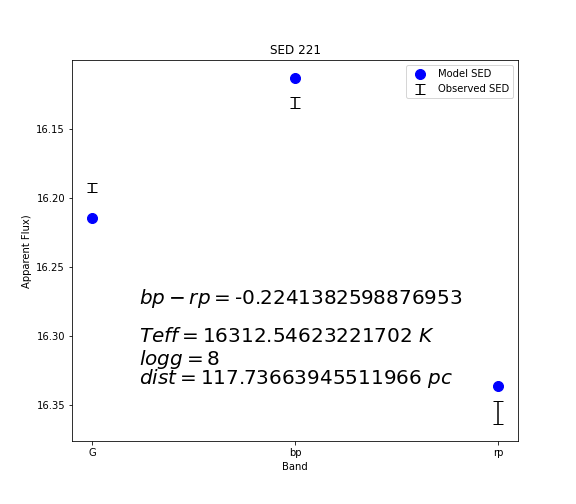 SED 221
Model SED
Observed SED
16.15
16.20
16.25
16.30
16.35
Apparent Flux)
bp − rp = -0.2241382598876953
Teff = 16312.54623221702 K
logg = 8
dist = 117.73663945511966 pc
G bp rp
Band